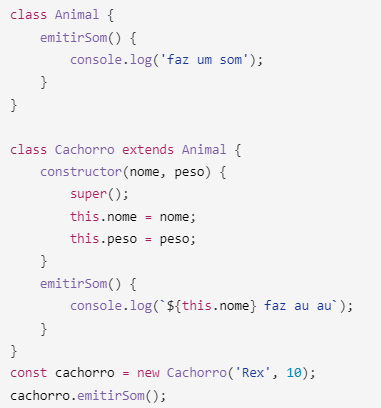 class Animal {
    emitirSom() {
        console.log('faz um som');
    }
}

class Cachorro extends Animal {
    constructor(nome, peso) {
        super();
        this.nome = nome;
        this.peso = peso;
    }
    emitirSom() {
        console.log(`${this.nome} faz au au`);
    }
}
const cachorro = new Cachorro('Rex', 10);
cachorro.emitirSom();